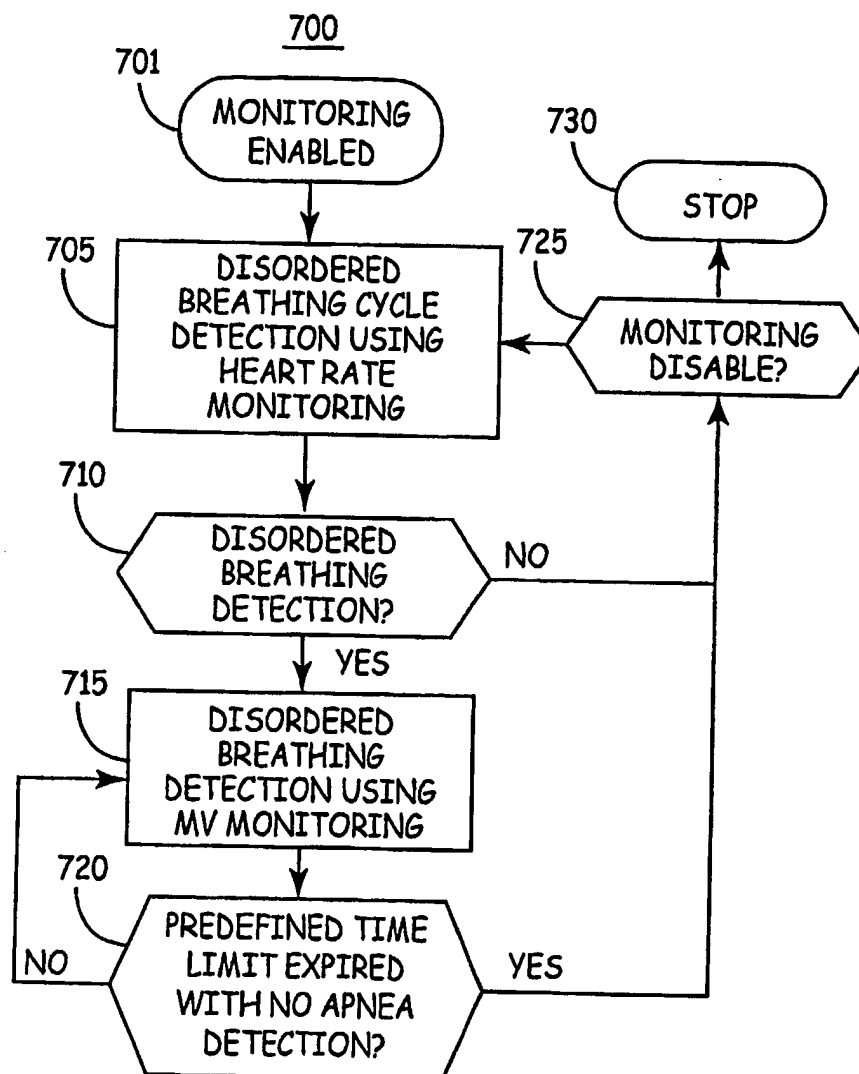 700
701
MONITORING
ENABLED
730
STOP
705
DISORDERED
BREATHING CYCLE
DETECTION USING
HEART RATE
MONITORING
725
MONITORING
DISABLE?
710
DISORDERED
BREATHING
DETECTION?
NO
YES
715
DISORDERED
BREATHING
DETECTION USING
MV MONITORING
720
PREDEFINED TIME
LIMIT EXPIRED
WITH NO APNEA
DETECTION?
NO
YES